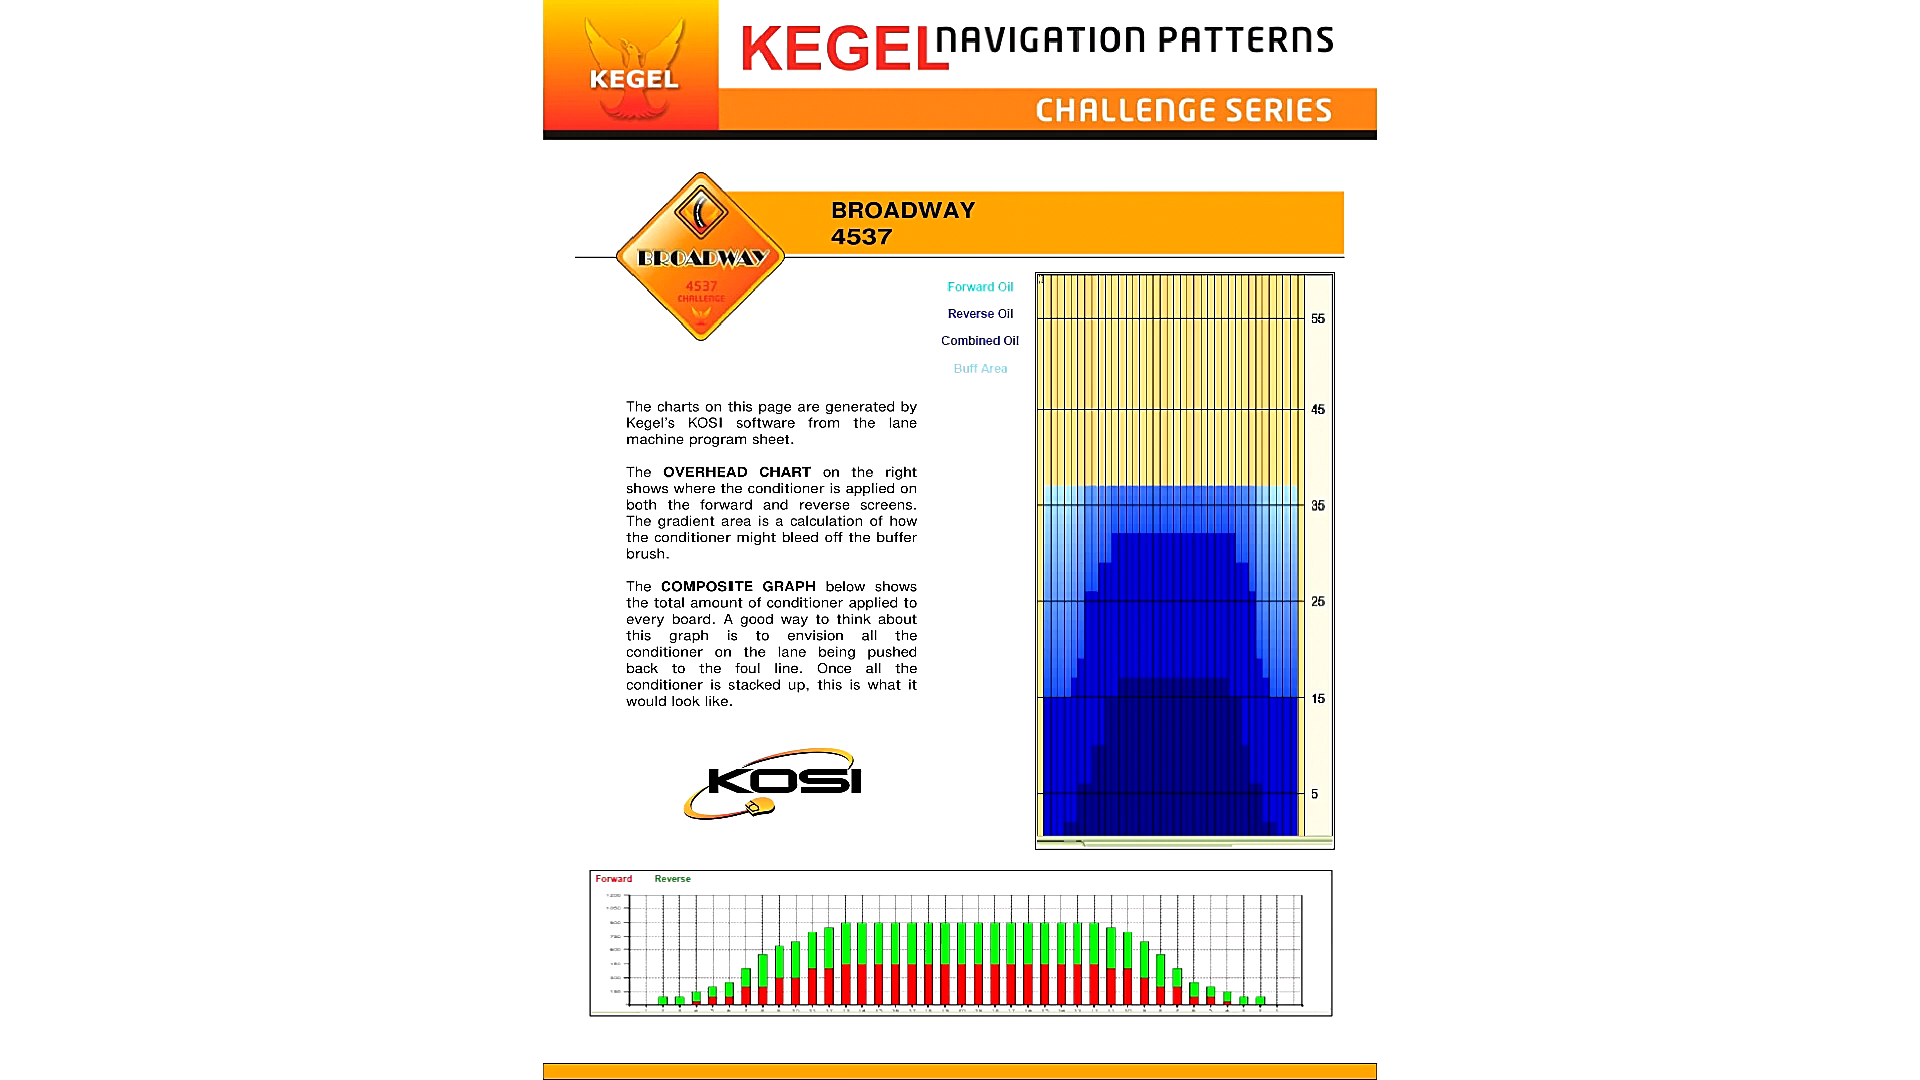 KEGEL
KEGEL NAVIGATION PATTERNS
CHALLENGE SERIES
BROADWAY
4537
BROADWAY
4537
CHALLENGE
Forward Oil
Reverse Oil
Combined Oil
Buff Area
55
45
35
25
15
5
The charts on this page are generated by
Kegel's KOSI software from the lane
machine program sheet.
The OVERHEAD CHART on the right
shows where the conditioner is applied on
both the forward and reverse screens.
The gradient area is a calculation of how
the conditioner might bleed off the buffer
brush.
The COMPOSITE GRAPH below shows
the total amount of conditioner applied to
every board. A good way to think about
this graph is to envision all the
conditioner on the lane being pushed
back to the foul line. Once all the
conditioner is stacked up, this is what it
would look like.
KOSI
Forward Reverse